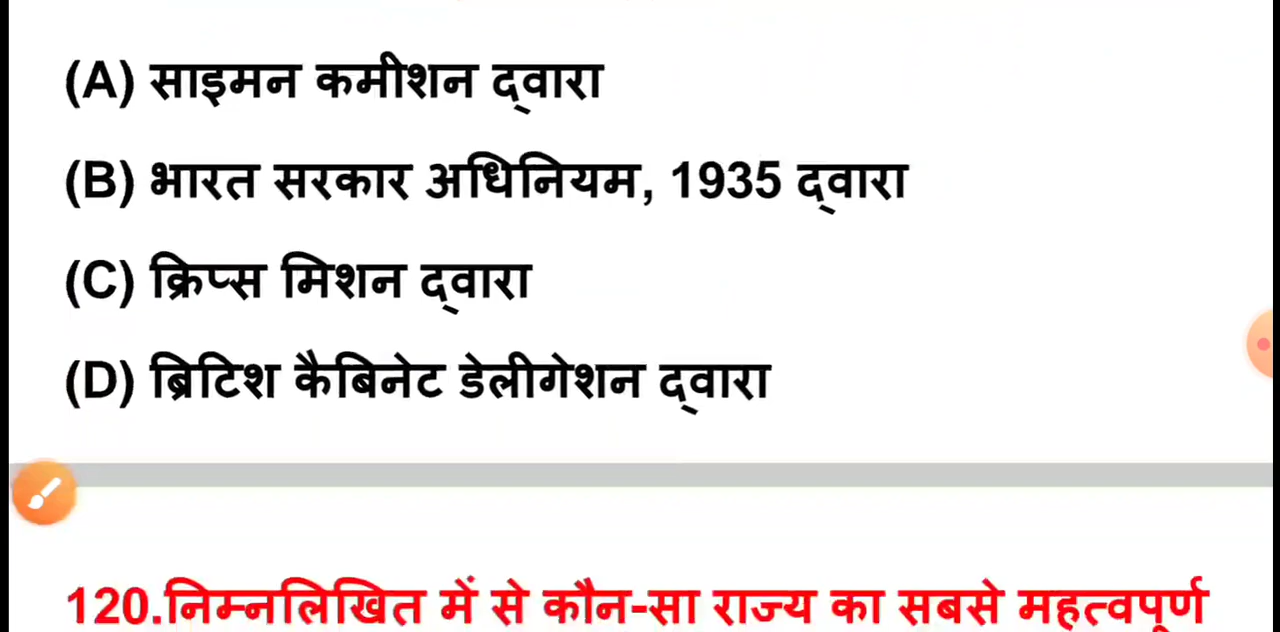 (A) साइमन कमीशन द्वारा
(B) भारत सरकार अधिनियम, 1935 द्वारा
(C) क्रिप्स मिशन द्वारा
(D) ब्रिटिश कैबिनेट डेलीगेशन द्वारा
120.निम्नलिखित में से कौन-सा राज्य का सबसे महत्वपूर्ण